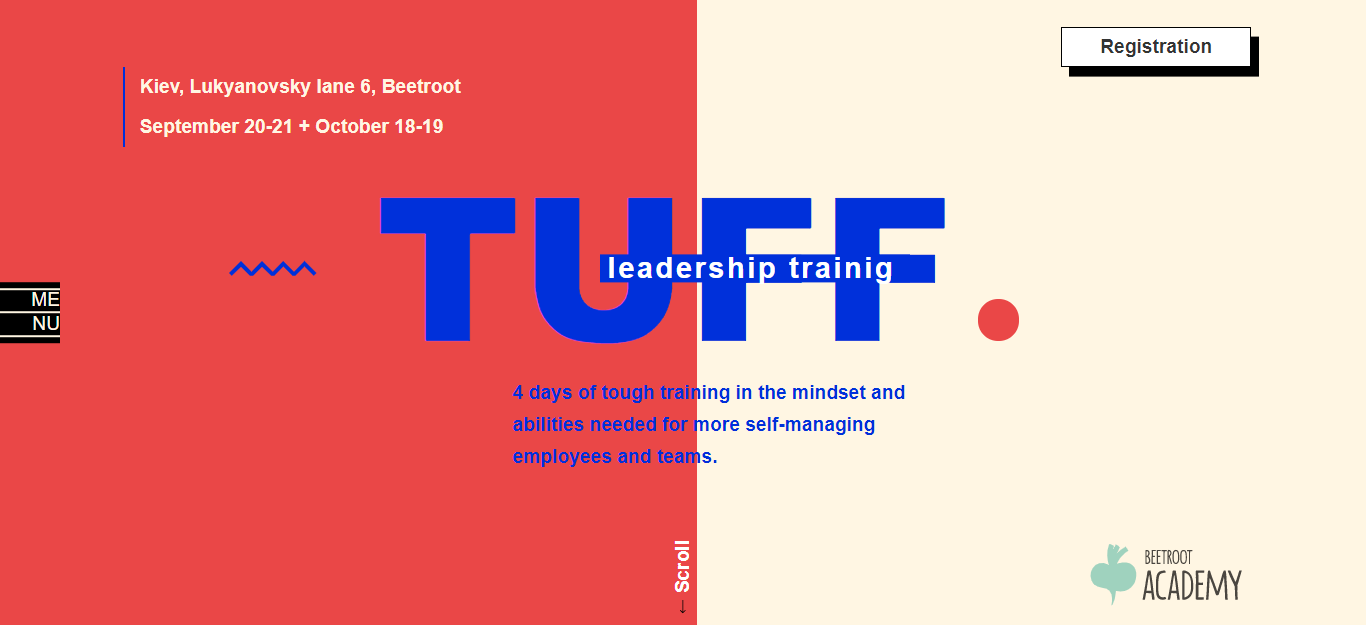 Registration
Kiev, Lukyanovsky lane 6, Beetroot
September 20-21 + October 18-19
TUFF.
leadership trainig
ME
NU
4 days of tough training in the mindset and
abilities needed for more self-managing
employees and teams.
← Scroll
BEETROOT
ACADEMY